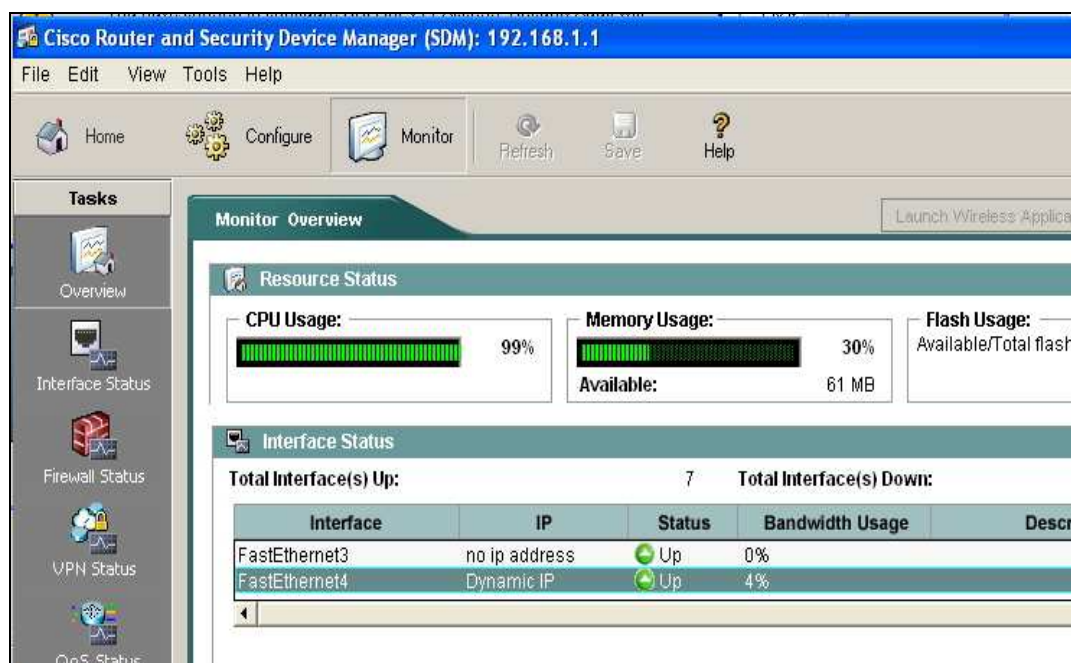 Cisco Router and Security Device Manager (SDM): 192.168.1.1
File Edit View Tools Help
Home Configure Monitor Refresh Save Help
Tasks
Overview
Interface Status
Firewall Status
VPN Status
QoS Status
Monitor Overview
Launch Wireless Applica
Resource Status
CPU Usage:
99%
Memory Usage:
30%
Available: 61 MB
Flash Usage:
Available/Total flash
Interface Status
Total Interface(s) Up: 7 Total Interface(s) Down:
Interface IP Status Bandwidth Usage Descr
FastEthernet3 no ip address Up 0%
FastEthernet4 Dynamic IP Up 4%